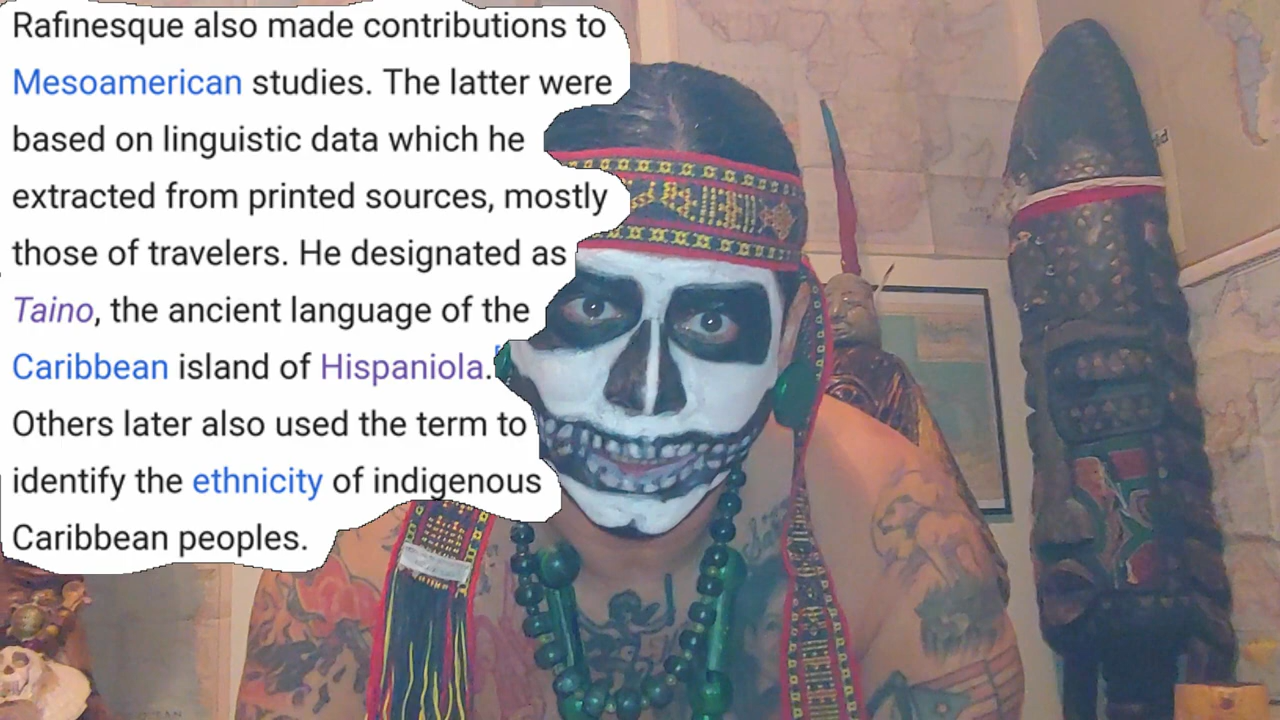 Rafinesque also made contributions to
Mesoamerican studies. The latter were
based on linguistic data which he
extracted from printed sources, mostly
those of travelers. He designated as
Taino, the ancient language of the
Caribbean island of Hispaniola.
Others later also used the term to
identify the ethnicity of indigenous
Caribbean peoples.